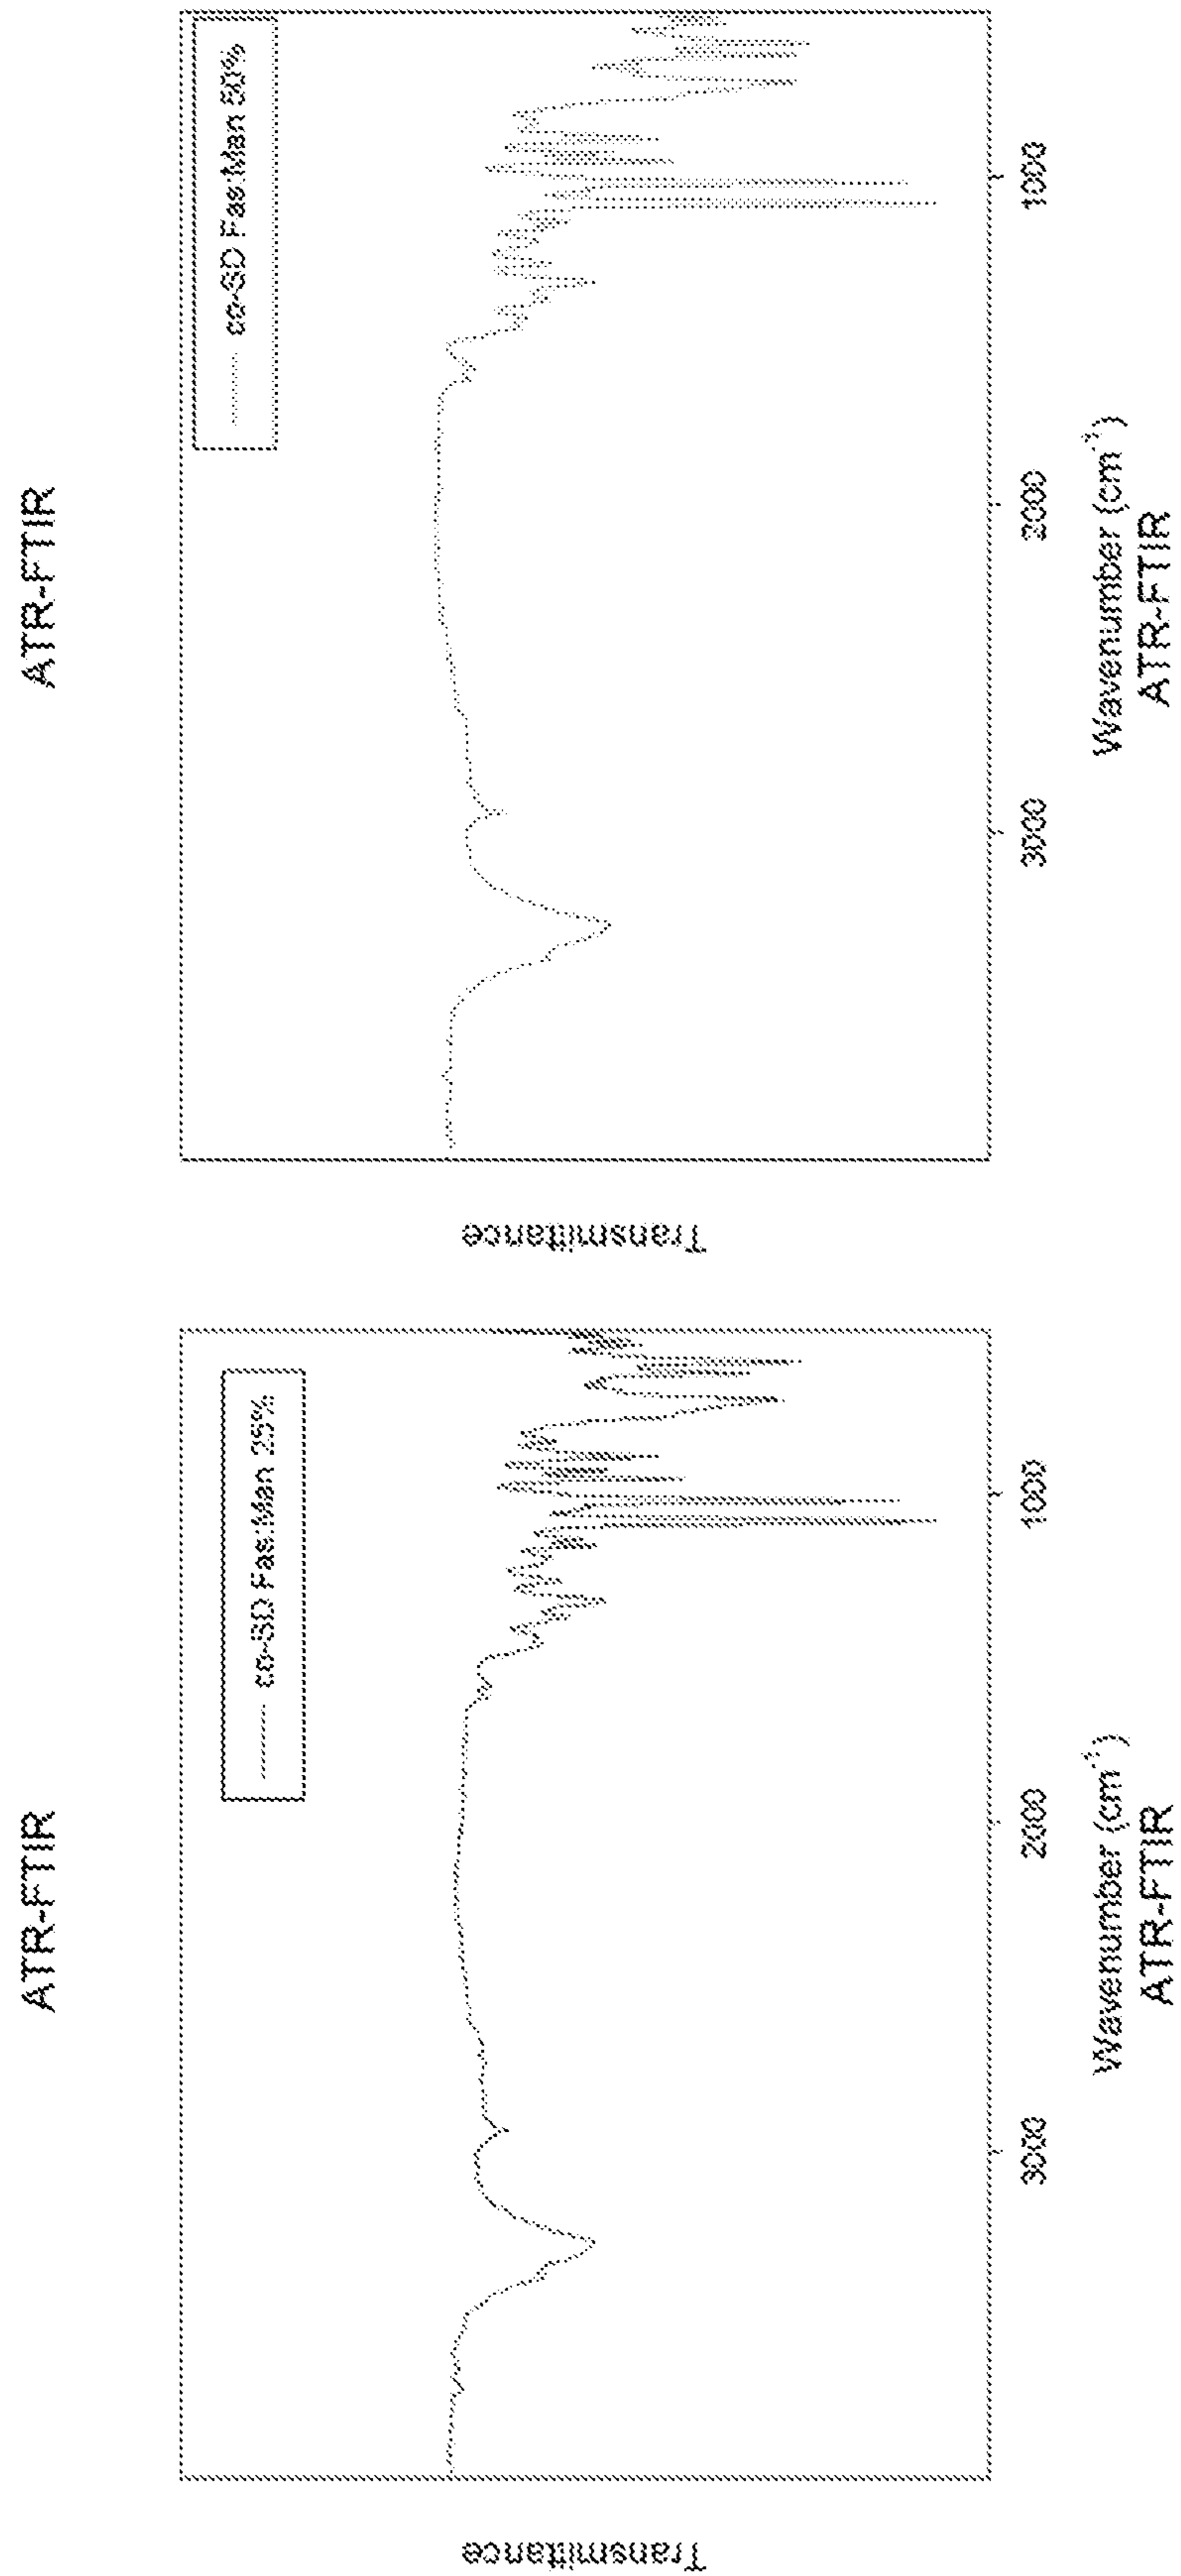 ATR-FTIR
co-SD Fas:Man 25%
Transmittance
3000
2000
1000
Wavenumber (cm⁻¹)
ATR-FTIR
ATR-FTIR
co-SD Fas:Man 50%
Transmittance
3000
2000
1000
Wavenumber (cm⁻¹)
ATR-FTIR